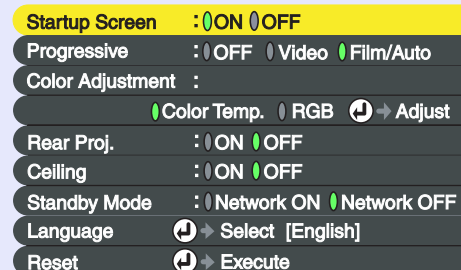 Startup Screen : ON OFF
Progressive : OFF Video Film/Auto
Color Adjustment :
Color Temp. RGB Adjust
Rear Proj. : ON OFF
Ceiling : ON OFF
Standby Mode : Network ON Network OFF
Language Select [English]
Reset Execute